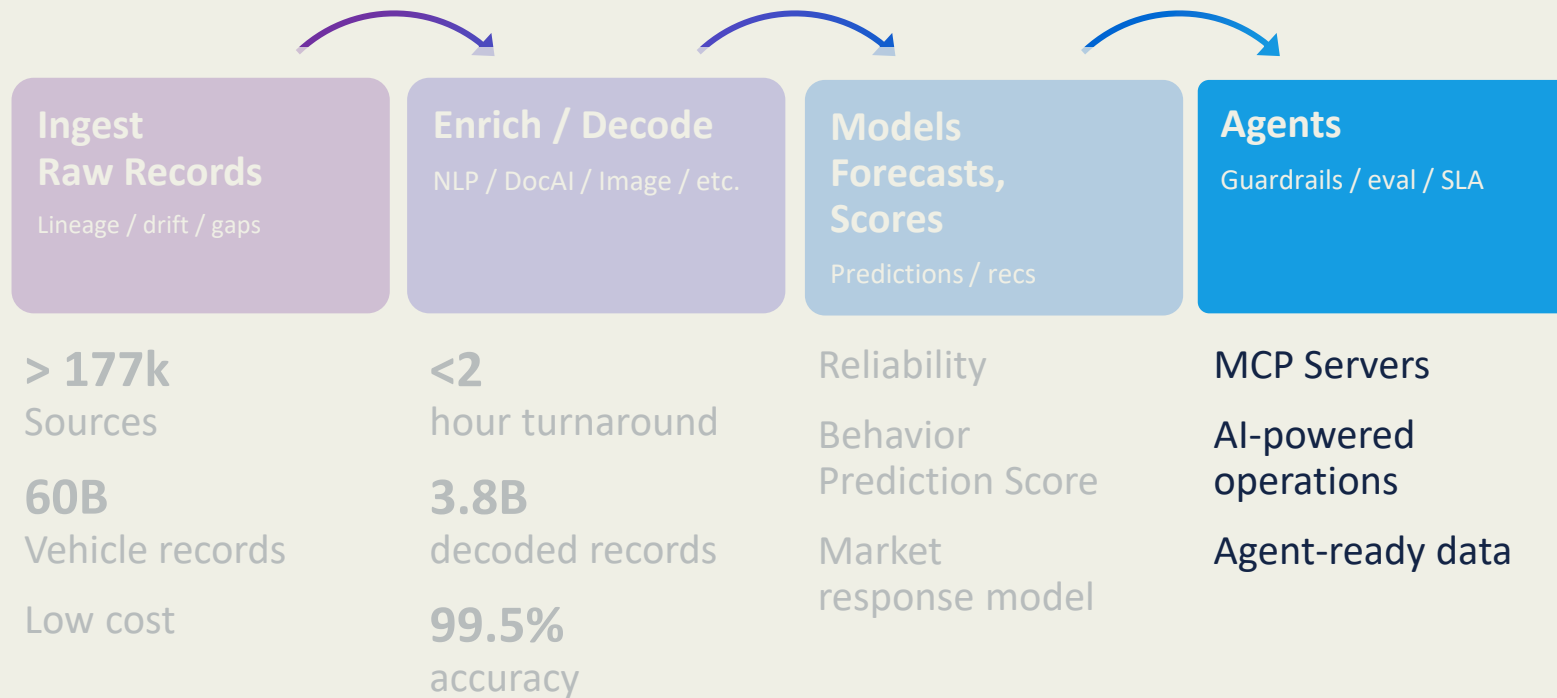 Ingest
Raw Records
Lineage / drift / gaps
> 177k
Sources
60B
Vehicle records
Low cost
Enrich / Decode
NLP / DocAI / Image / etc.
<2
hour turnaround
3.8B
decoded records
99.5%
accuracy
Models
Forecasts,
Scores
Predictions / recs
Reliability
Behavior
Prediction Score
Market
response model
Agents
Guardrails / eval / SLA
MCP Servers
AI-powered
operations
Agent-ready data